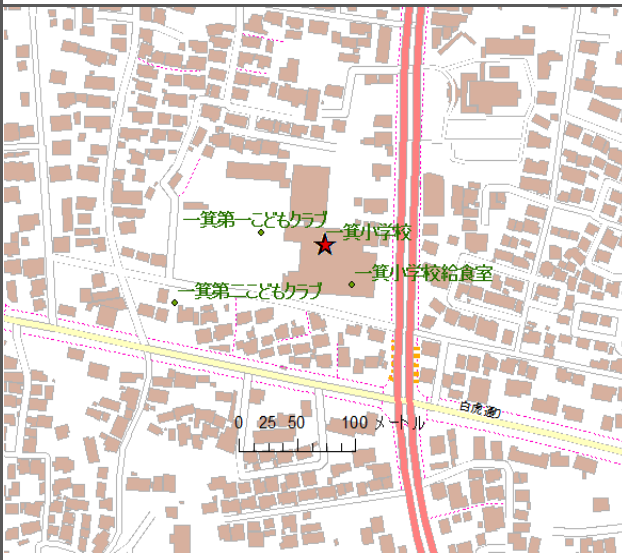 一箕第一こどもクラブ
一箕小学校
一箕小学校給食室
一箕第二こどもクラブ
白虎通り
0 25 50 100 メートル